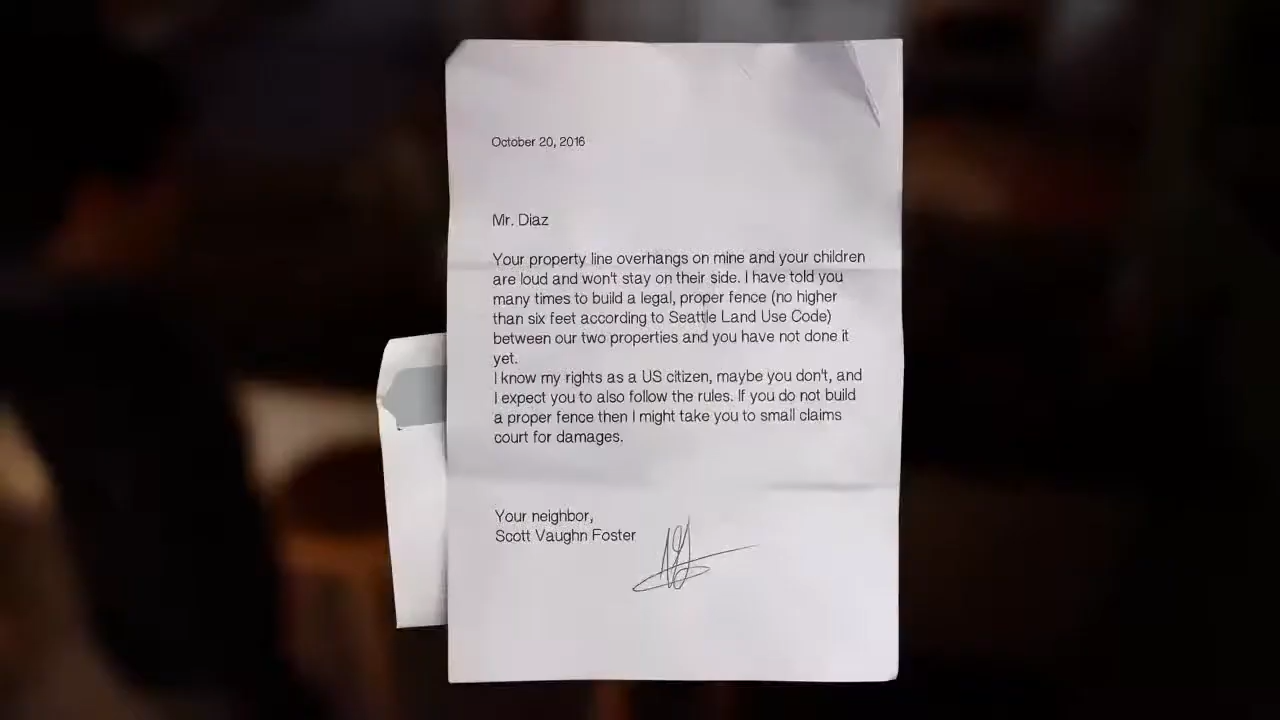 October 20, 2016
Mr. Diaz
Your property line overhangs on mine and your children
are loud and won't stay on their side. I have told you
many times to build a legal, proper fence (no higher
than six feet according to Seattle Land Use Code)
between our two properties and you have not done it
yet.
I know my rights as a US citizen, maybe you don't, and
I expect you to also follow the rules. If you do not build
a proper fence then I might take you to small claims
court for damages.
Your neighbor,
Scott Vaughn Foster